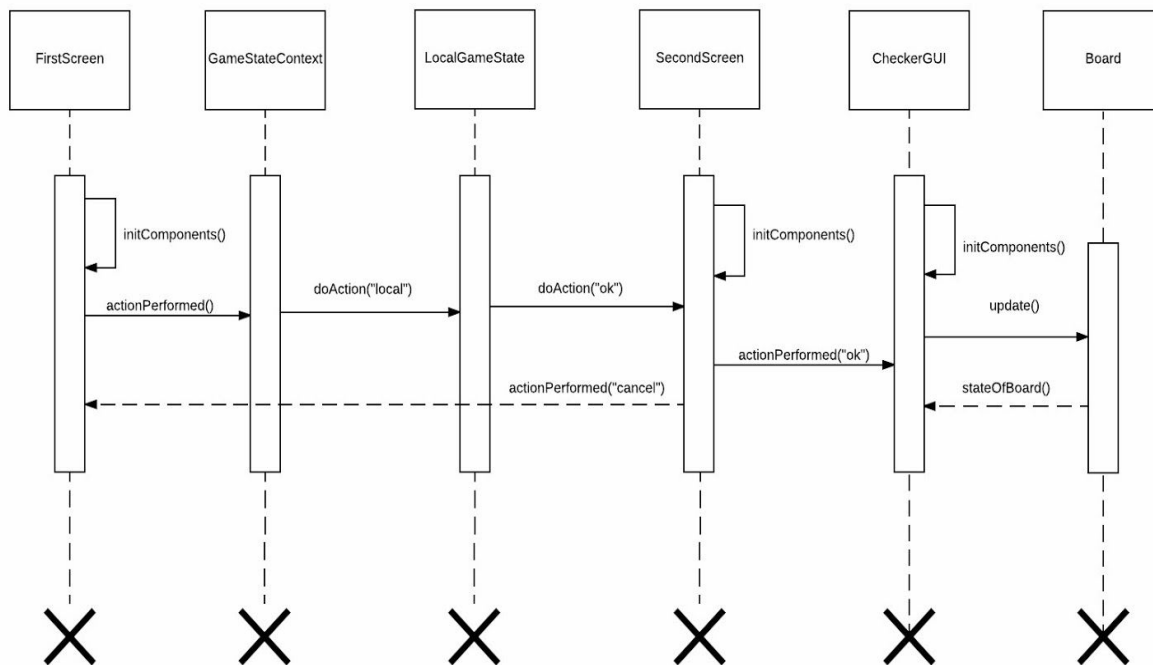 FirstScreen
GameStateContext
LocalGameState
SecondScreen
CheckerGUI
Board
initComponents()
initComponents()
initComponents()
doAction("local")
doAction("ok")
actionPerformed()
update()
actionPerformed("ok")
actionPerformed("cancel")
stateOfBoard()